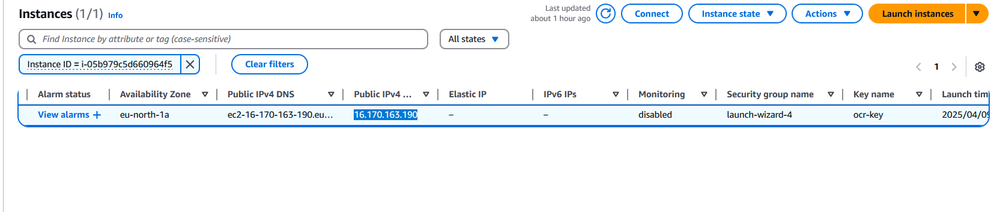 Instances (1/1) Info
Last updated
about 1 hour ago
Connect
Instance state
Actions
Launch instances
Find Instance by attribute or tag (case-sensitive)
All states
Instance ID = i-05b979c5d660964f5
Clear filters
1
Alarm status Availability Zone Public IPv4 DNS Public IPv4 ... Elastic IP IPv6 IPs Monitoring Security group name Key name Launch tim
View alarms + eu-north-1a ec2-16-170-163-190.eu... 16.170.163.190 – – disabled launch-wizard-4 ocr-key 2025/04/09